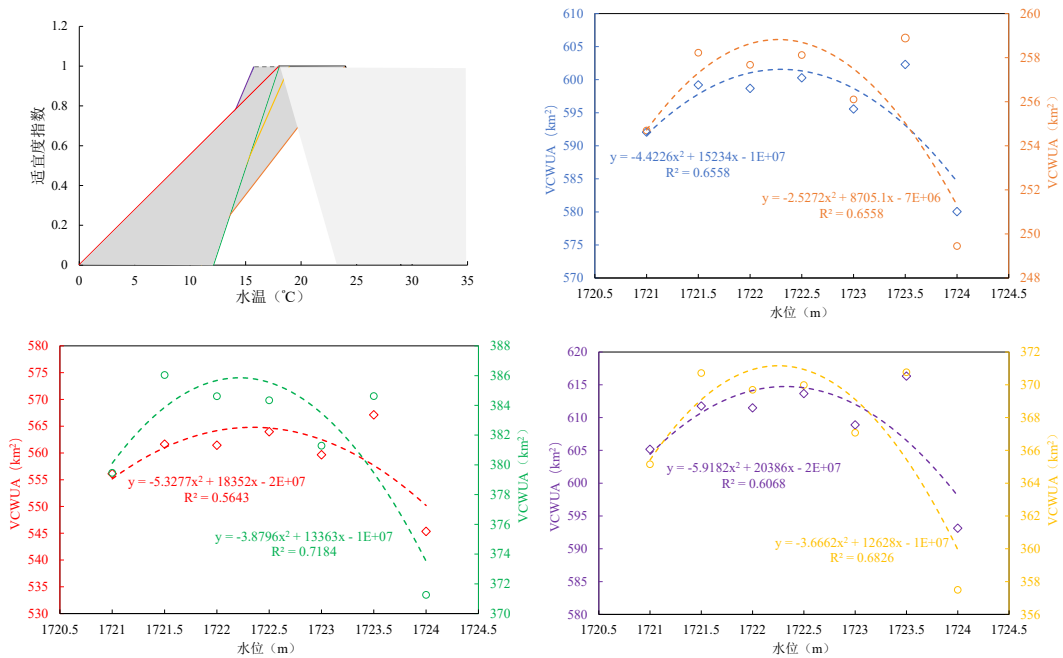 1.2
1
0.8
0.6
0.4
0.2
0
适宜度指数
0 5 10 15 20 25 30 35
水温（℃）
610
605
600
595
590
585
580
575
570
VCWUA（km²）
260
258
256
254
252
250
248
VCWUA（km²）
y = -4.4226x² + 15234x - 1E+07
R² = 0.6558
y = -2.5272x² + 8705.1x - 7E+06
R² = 0.6558
1720.5 1721 1721.5 1722 1722.5 1723 1723.5 1724 1724.5
水位（m）
580
575
570
565
560
555
550
545
540
535
530
VCWUA（km²）
388
386
384
382
380
378
376
374
372
370
VCWUA（km²）
y = -5.3277x² + 18352x - 2E+07
R² = 0.5643
y = -3.8796x² + 13363x - 1E+07
R² = 0.7184
1720.5 1721 1721.5 1722 1722.5 1723 1723.5 1724 1724.5
水位（m）
620
615
610
605
600
595
590
585
580
VCWUA（km²）
372
370
368
366
364
362
360
358
356
VCWUA（km²）
y = -5.9182x² + 20386x - 2E+07
R² = 0.6068
y = -3.6662x² + 12628x - 1E+07
R² = 0.6826
1720.5 1721 1721.5 1722 1722.5 1723 1723.5 1724 1724.5
水位（m）